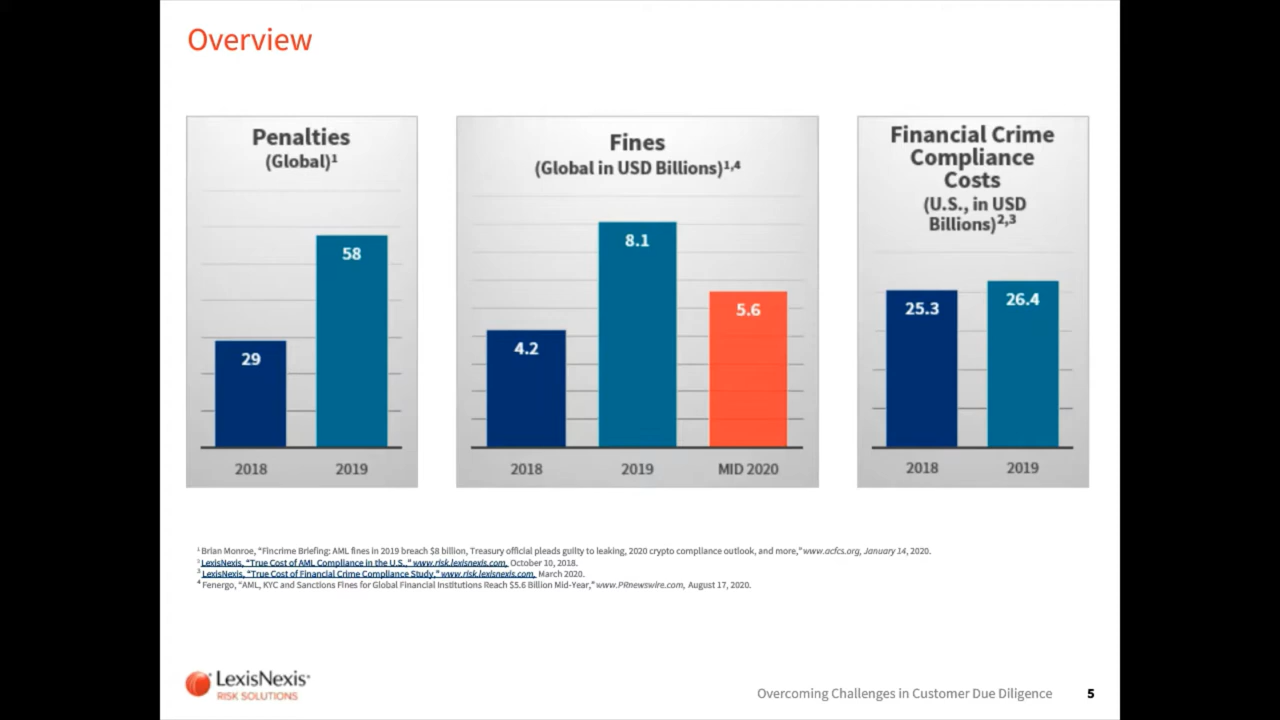 Overview
Penalties
(Global)¹
58
29
2018
2019
Fines
(Global in USD Billions)¹,⁴
8.1
5.6
4.2
2018
2019
MID 2020
Financial Crime
Compliance
Costs
(U.S., in USD
Billions)²,³
25.3
26.4
2018
2019
¹ Brian Monroe, “Fincrime Briefing: AML fines in 2019 breach $8 billion, Treasury official pleads guilty to leaking, 2020 crypto compliance outlook, and more,” www.acfcs.org, January 14, 2020.
² LexisNexis, “True Cost of AML Compliance in the U.S.,” www.risk.lexisnexis.com, October 10, 2018.
³ LexisNexis, “True Cost of Financial Crime Compliance Study,” www.risk.lexisnexis.com, March 2020.
⁴ Fenergo, “AML, KYC and Sanctions Fines for Global Financial Institutions Reach $5.6 Billion Mid-Year,” www.PRnewswire.com, August 17, 2020.
LexisNexis®
RISK SOLUTIONS
Overcoming Challenges in Customer Due Diligence 5